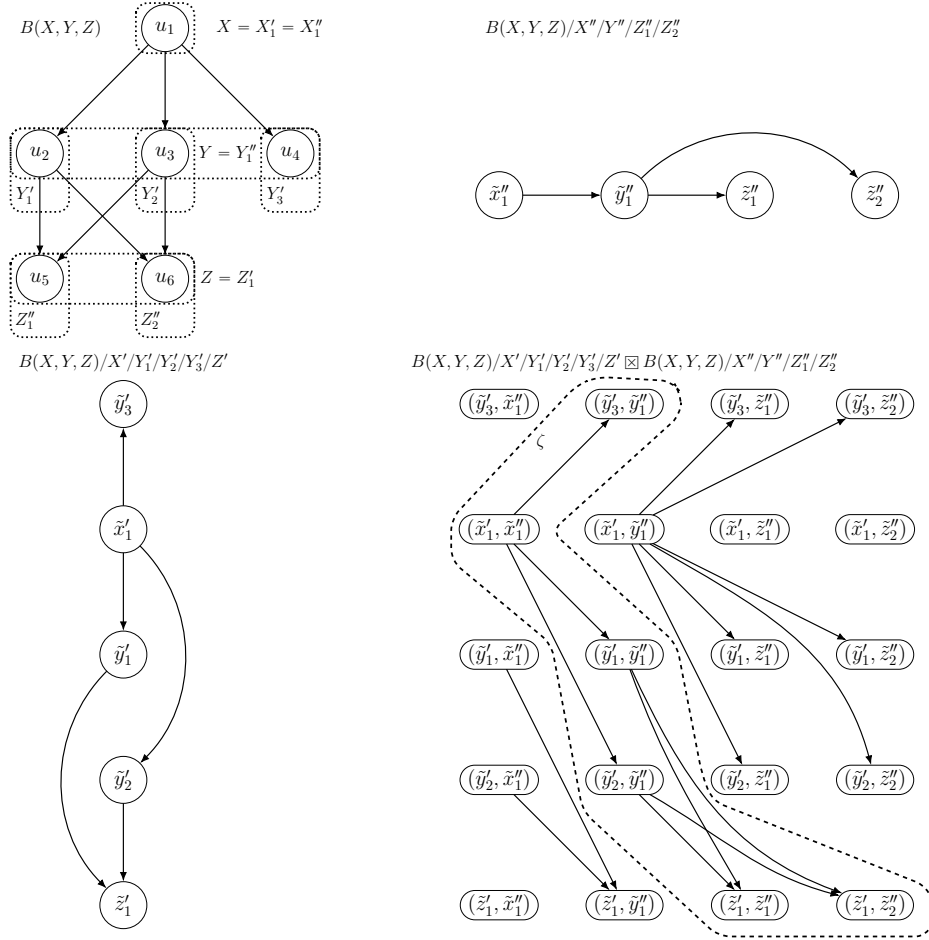 B(X, Y, Z)
u₁
X = X′₁ = X″₁
B(X, Y, Z)/X″/Y″/Z″₁/Z″₂
u₂
u₃
Y = Y″₁
u₄
Y′₁
Y′₂
Y′₃
x̃″₁
ỹ″₁
z̃″₁
z̃″₂
u₅
u₆
Z = Z′₁
Z″₁
Z″₂
B(X, Y, Z)/X′/Y′₁/Y′₂/Y′₃/Z′
B(X, Y, Z)/X′/Y′₁/Y′₂/Y′₃/Z′ ⊠ B(X, Y, Z)/X″/Y″/Z″₁/Z″₂
ỹ′₃
(ỹ′₃, x̃″₁) (ỹ′₃, ỹ″₁) (ỹ′₃, z̃″₁) (ỹ′₃, z̃″₂)
ζ
x̃′₁
(x̃′₁, x̃″₁) (x̃′₁, ỹ″₁) (x̃′₁, z̃″₁) (x̃′₁, z̃″₂)
ỹ′₁
(ỹ′₁, x̃″₁) (ỹ′₁, ỹ″₁) (ỹ′₁, z̃″₁) (ỹ′₁, z̃″₂)
ỹ′₂
(ỹ′₂, x̃″₁) (ỹ′₂, ỹ″₁) (ỹ′₂, z̃″₁) (ỹ′₂, z̃″₂)
z̃′₁
(z̃′₁, x̃″₁) (z̃′₁, ỹ″₁) (z̃′₁, z̃″₁) (z̃′₁, z̃″₂)